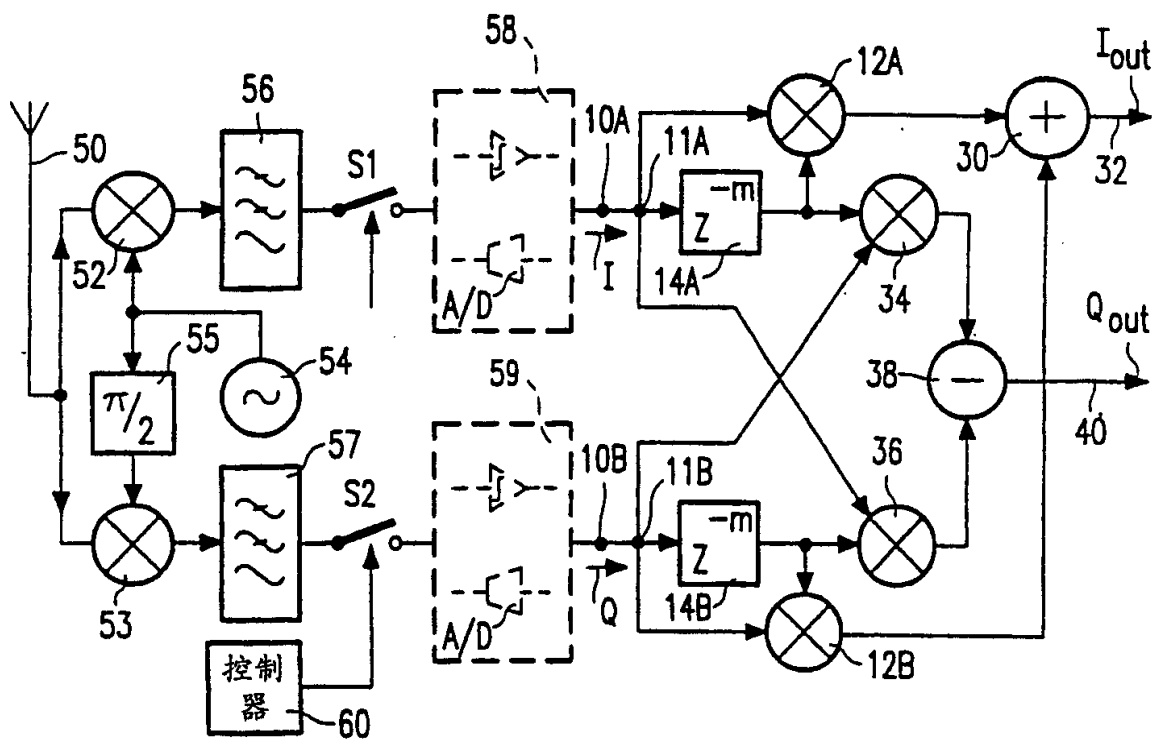 58
12A
I out
56
10A
11A
50
S1
30
32
-m
Z
52
I
14A
34
A/D
Q out
55
54
59
38
π/2
40
57
10B
11B
36
S2
-m
Z
53
Q
14B
A/D
12B
控制
器
60